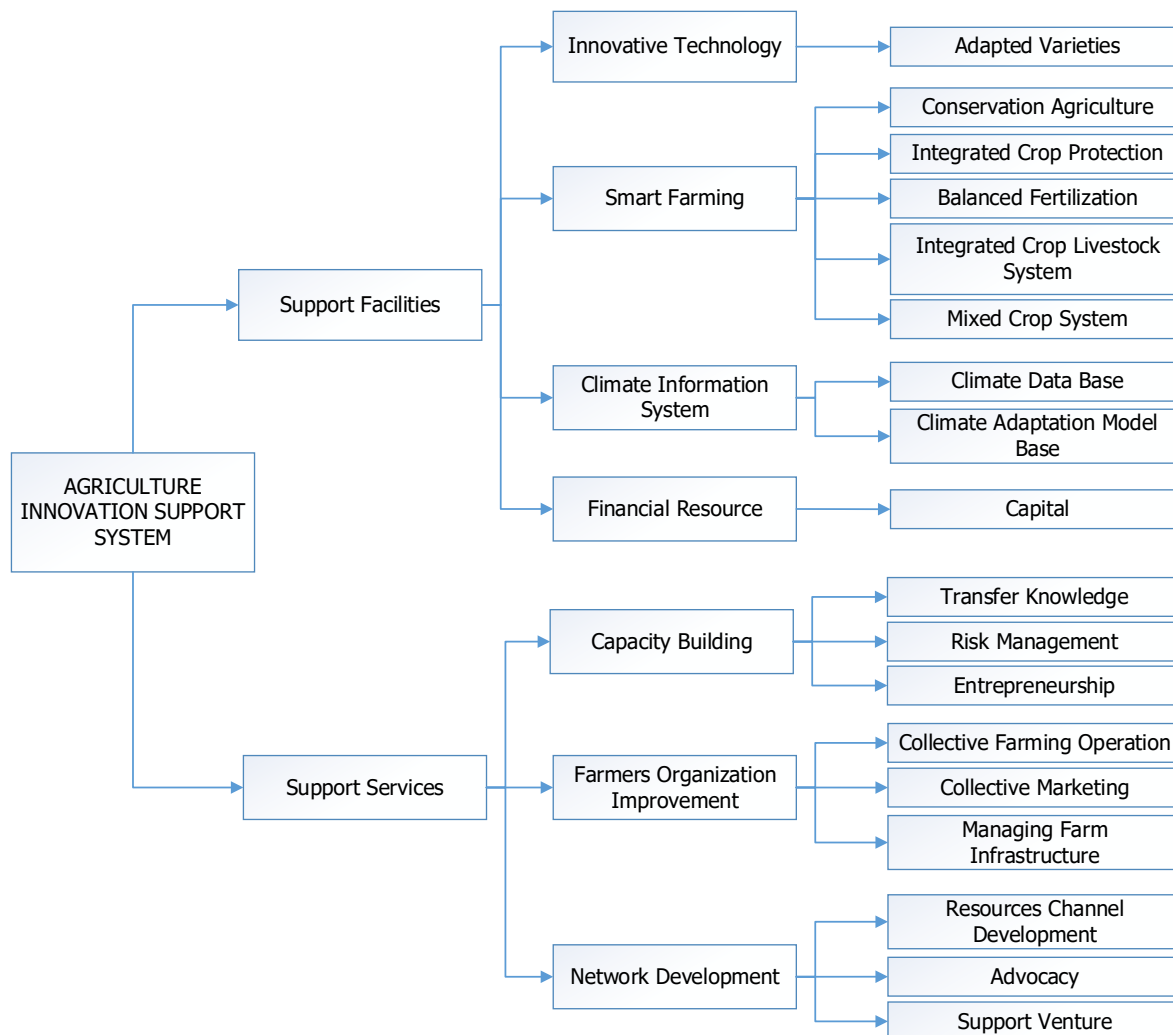 Innovative Technology
Adapted Varieties
Conservation Agriculture
Integrated Crop Protection
Smart Farming
Balanced Fertilization
Integrated Crop Livestock
System
Support Facilities
Mixed Crop System
Climate Information
System
Climate Data Base
Climate Adaptation Model
Base
AGRICULTURE
INNOVATION SUPPORT
SYSTEM
Financial Resource
Capital
Transfer Knowledge
Capacity Building
Risk Management
Entrepreneurship
Collective Farming Operation
Support Services
Farmers Organization
Improvement
Collective Marketing
Managing Farm
Infrastructure
Resources Channel
Development
Network Development
Advocacy
Support Venture